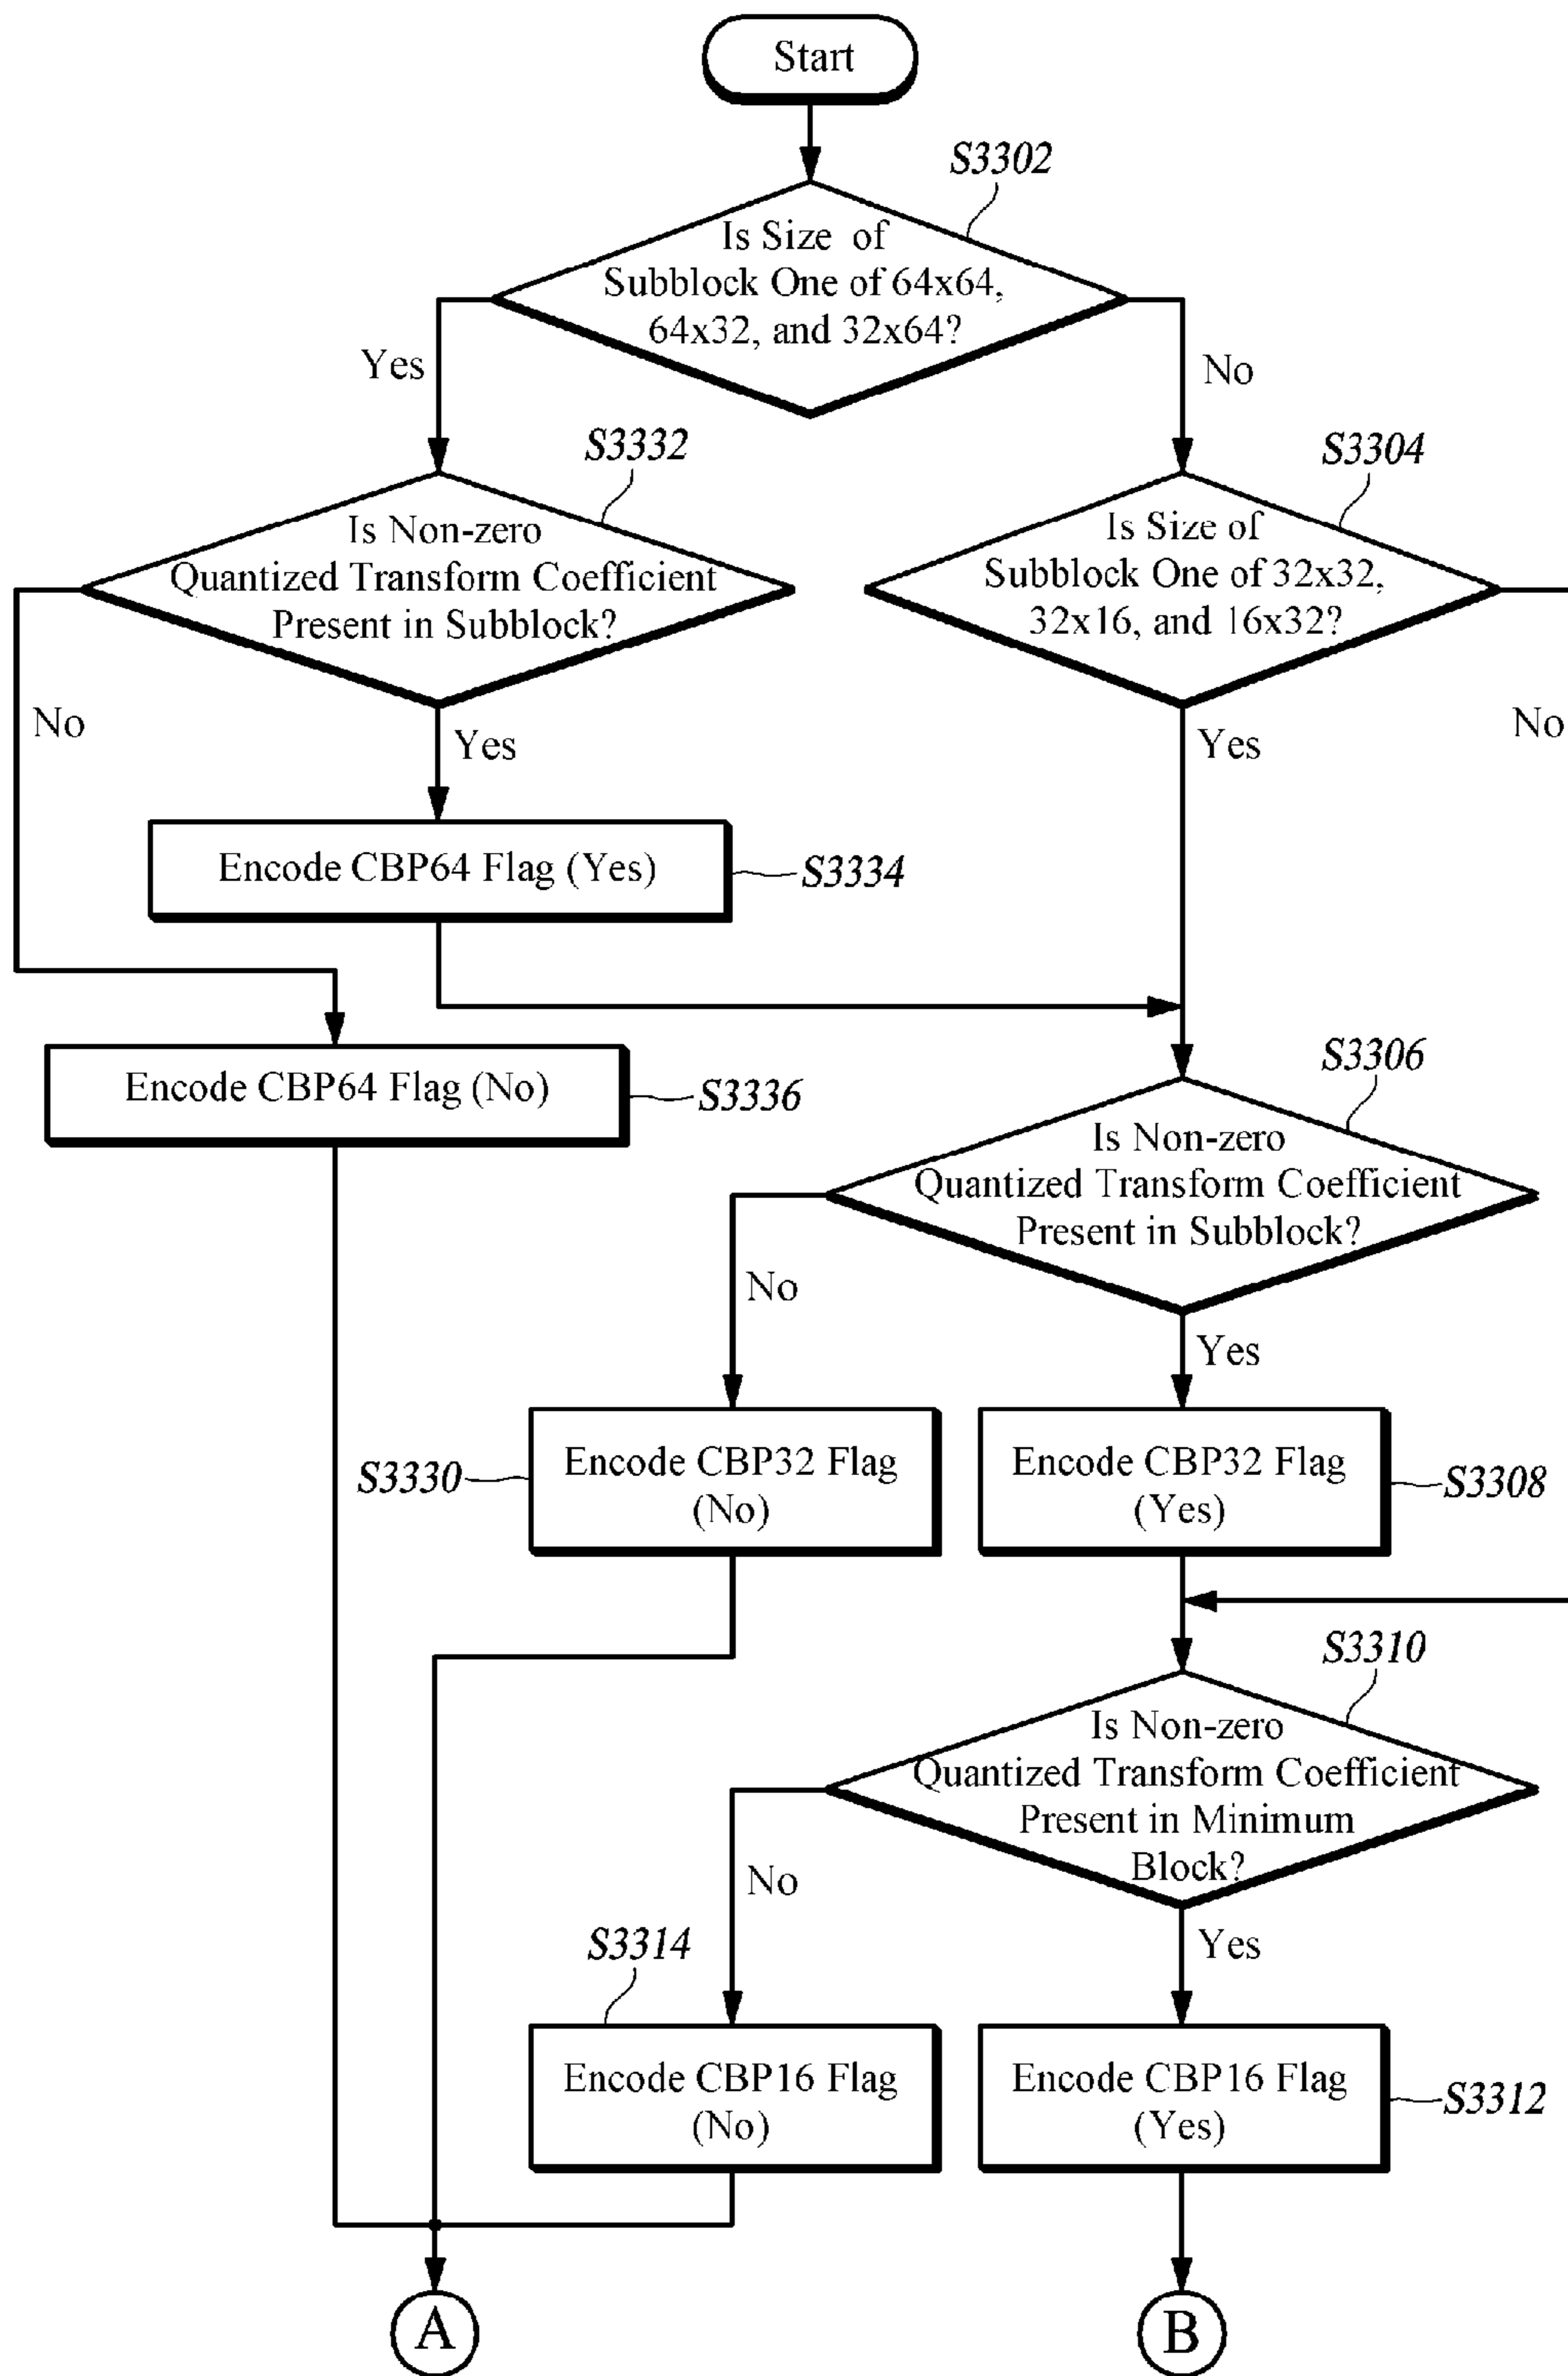 Start
S3302
Is Size of
Subblock One of 64x64,
64x32, and 32x64?
Yes
No
S3332
S3304
Is Non-zero
Quantized Transform Coefficient
Present in Subblock?
Is Size of
Subblock One of 32x32,
32x16, and 16x32?
No
Yes
Yes
No
Encode CBP64 Flag (Yes)
S3334
Encode CBP64 Flag (No)
S3336
S3306
Is Non-zero
Quantized Transform Coefficient
Present in Subblock?
No
Yes
S3330
Encode CBP32 Flag
(No)
Encode CBP32 Flag
(Yes)
S3308
S3310
Is Non-zero
Quantized Transform Coefficient
Present in Minimum
Block?
No
Yes
S3314
Encode CBP16 Flag
(No)
Encode CBP16 Flag
(Yes)
S3312
A
B